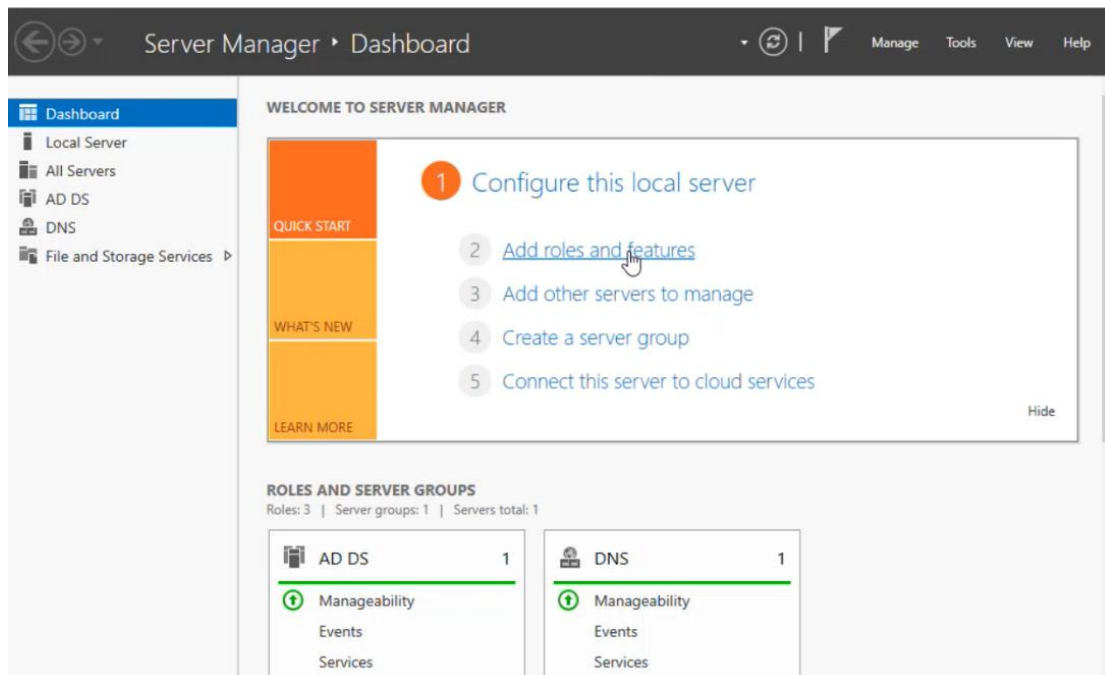 Server Manager ‣ Dashboard
Manage Tools View Help
Dashboard
Local Server
All Servers
AD DS
DNS
File and Storage Services
WELCOME TO SERVER MANAGER
QUICK START
WHAT'S NEW
LEARN MORE
1 Configure this local server
2 Add roles and features
3 Add other servers to manage
4 Create a server group
5 Connect this server to cloud services
Hide
ROLES AND SERVER GROUPS
Roles: 3 | Server groups: 1 | Servers total: 1
AD DS 1
Manageability
Events
Services
DNS 1
Manageability
Events
Services